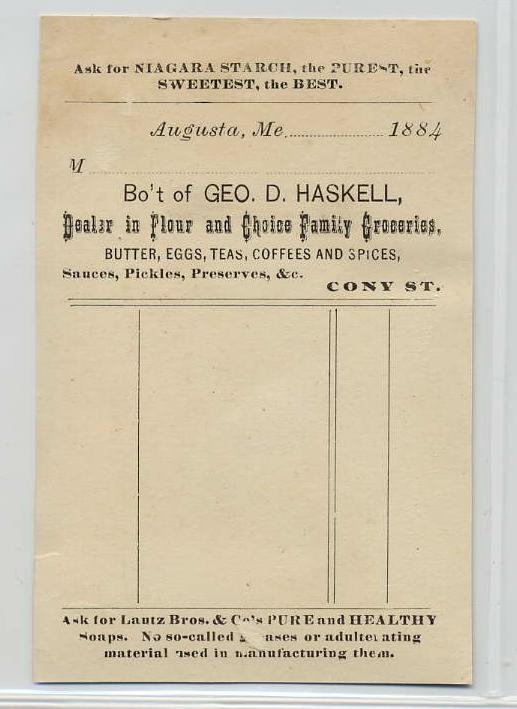 Ask for NIAGARA STARCH, the PUREST, the
SWEETEST, the BEST.
Augusta, Me. 1884
M
Bo't of GEO. D. HASKELL,
Dealer in Flour and Choice Family Groceries,
BUTTER, EGGS, TEAS, COFFEES AND SPICES,
Sauces, Pickles, Preserves, &c.
CONY ST.
Ask for Lautz Bros. & Co's PURE and HEALTHY
Soaps. No so-called or adulterating
material used in manufacturing them.